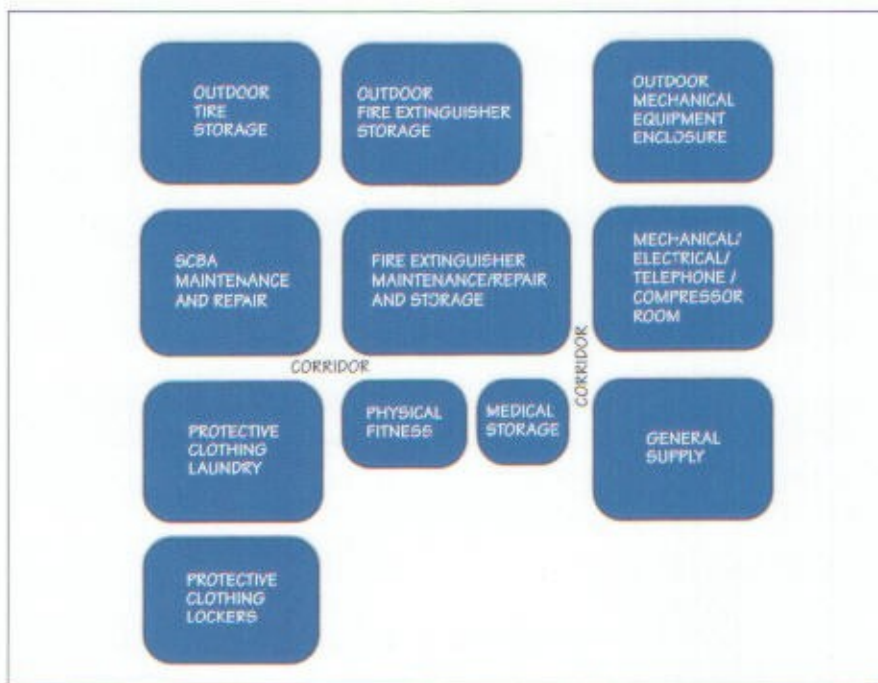 OUTDOOR
TIRE
STORAGE
OUTDOOR
FIRE EXTINGUISHER
STORAGE
OUTDOOR
MECHANICAL
EQUIPMENT
ENCLOSURE
SCBA
MAINTENANCE
AND REPAIR
FIRE EXTINGUISHER
MAINTENANCE/REPAIR
AND STORAGE
MECHANICAL/
ELECTRICAL/
TELEPHONE /
COMPRESSOR
ROOM
CORRIDOR
CORRIDOR
PROTECTIVE
CLOTHING
LAUNDRY
PHYSICAL
FITNESS
MEDICAL
STORAGE
GENERAL
SUPPLY
PROTECTIVE
CLOTHING
LOCKERS